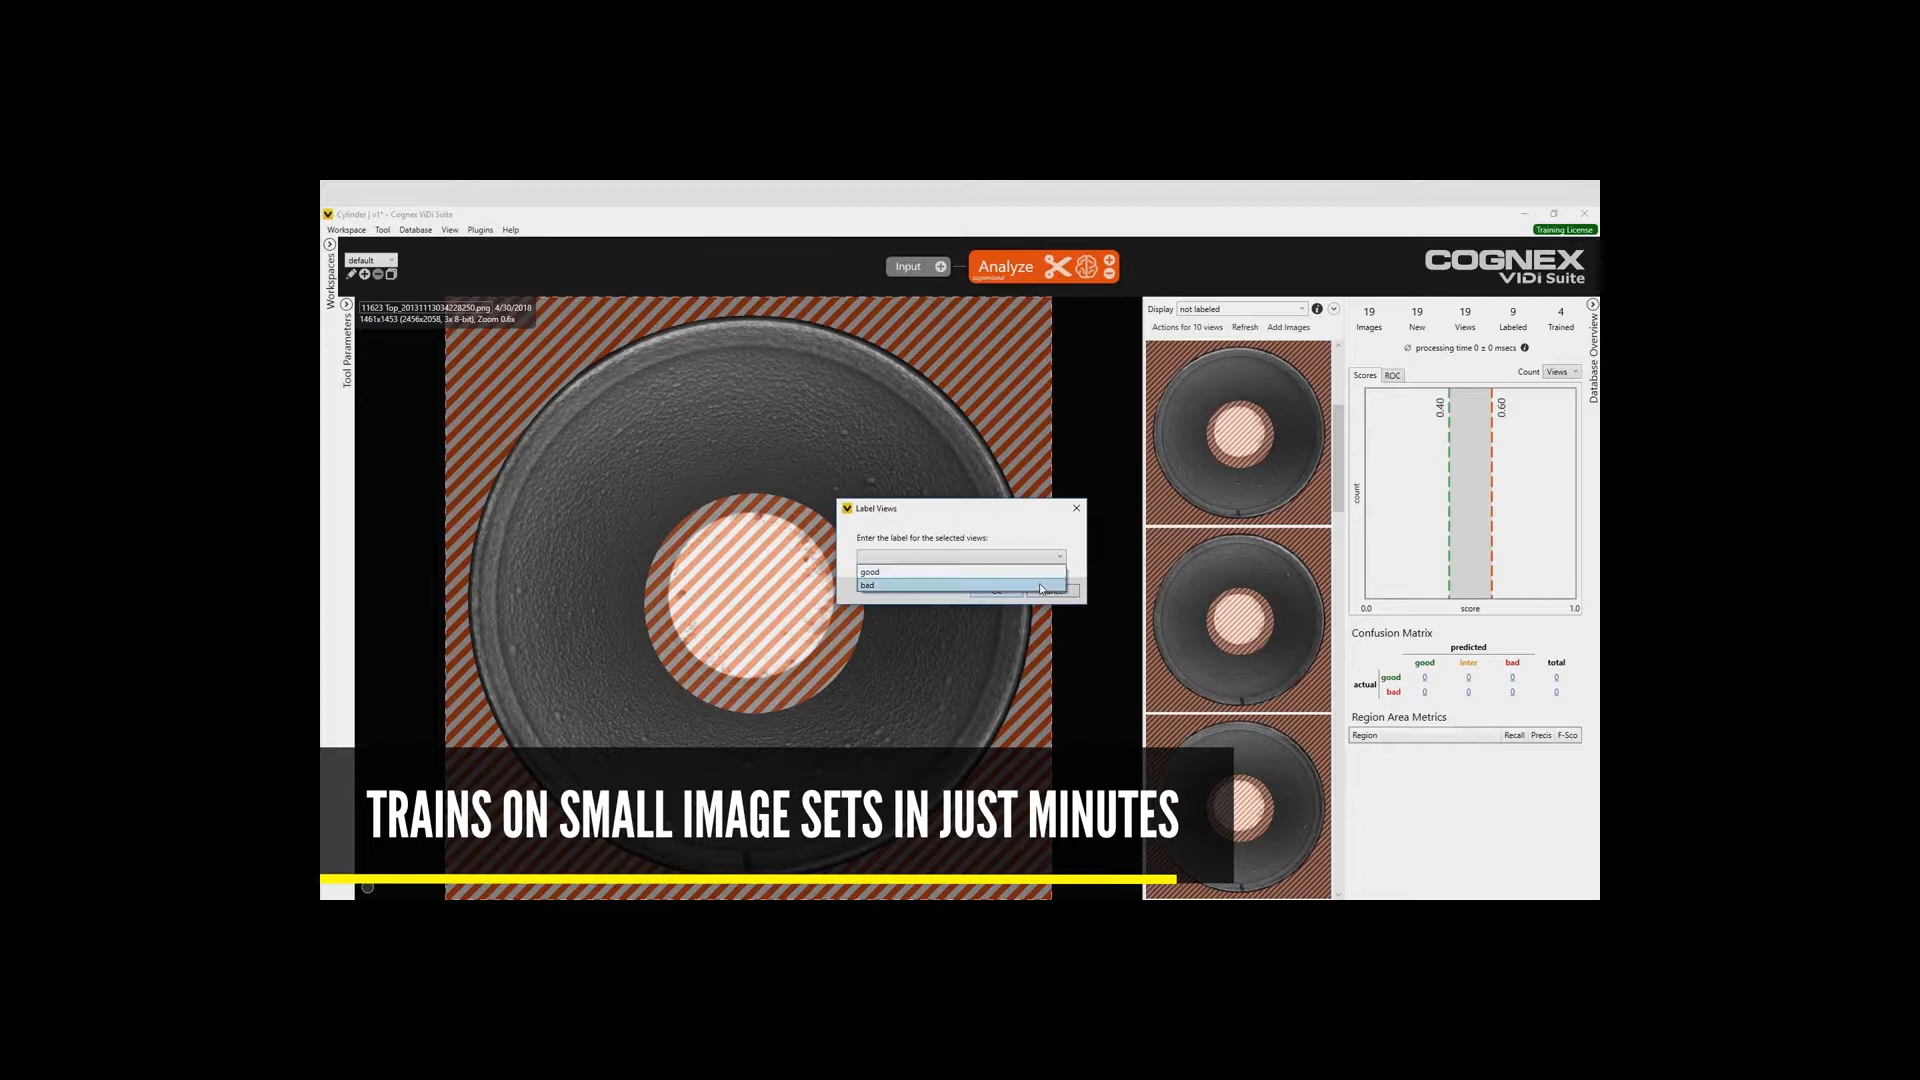 Cylinder J v1* - Cognex ViDi Suite
Workspace Tool Database View Plugins Help
Training License
Workspaces
default
Input
Analyze
supervised
COGNEX
ViDi Suite
Tool Parameters
11623 Top_20131113034228250.png 4/30/2018
1461x1453 (2456x2058, 3x 8-bit), Zoom 0.6x
Label Views
Enter the label for the selected views:
good
bad
Display not labeled
Actions for 10 views Refresh Add Images
19 19 19 9 4
Images New Views Labeled Trained
∅ processing time 0 ± 0 msecs
Database Overview
Scores ROC Count Views
0.40 0.60
count
0.0 score 1.0
Confusion Matrix
predicted
good inter bad total
actual
good 0 0 0 0
bad 0 0 0 0
Region Area Metrics
Region Recall Precis F-Sco
TRAINS ON SMALL IMAGE SETS IN JUST MINUTES